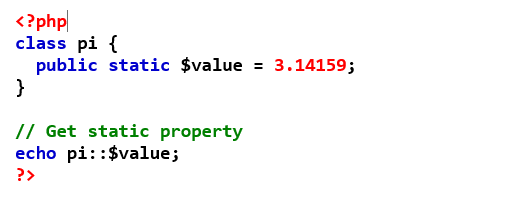 <?php
class pi {
  public static $value = 3.14159;
}

// Get static property
echo pi::$value;
?>